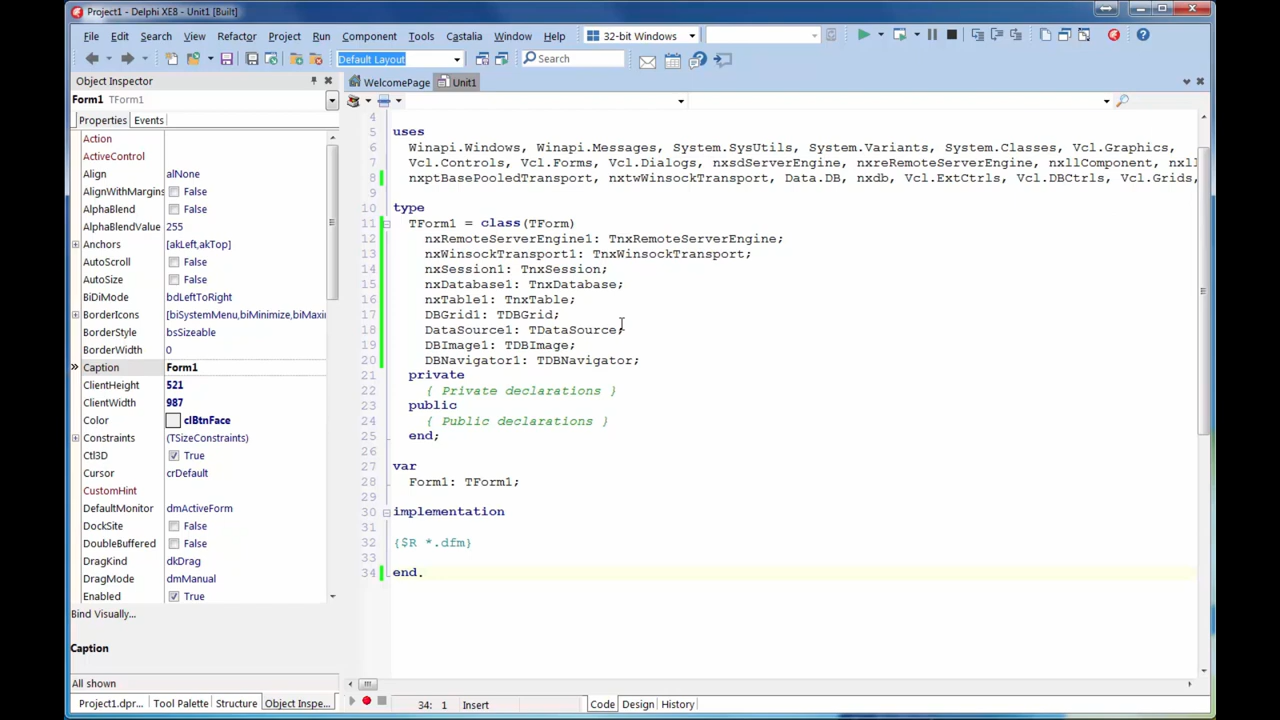 Project1 - Delphi XE8 - Unit1 [Built]
File Edit Search View Refactor Project Run Component Tools Castalia Window Help 32-bit Windows
Default Layout Search
Object Inspector
WelcomePage Unit1
Form1 TForm1
Properties Events
Action
ActiveControl
Align alNone
AlignWithMargins False
AlphaBlend False
AlphaBlendValue 255
Anchors [akLeft,akTop]
AutoScroll False
AutoSize False
BiDiMode bdLeftToRight
BorderIcons [biSystemMenu,biMinimize,biMaxi
BorderStyle bsSizeable
BorderWidth 0
Caption Form1
ClientHeight 521
ClientWidth 987
Color clBtnFace
Constraints (TSizeConstraints)
Ctl3D True
Cursor crDefault
CustomHint
DefaultMonitor dmActiveForm
DockSite False
DoubleBuffered False
DragKind dkDrag
DragMode dmManual
Enabled True
Bind Visually...
Caption
All shown
Project1.dpr... Tool Palette Structure Object Inspe...
4
5 uses
6 Winapi.Windows, Winapi.Messages, System.SysUtils, System.Variants, System.Classes, Vcl.Graphics,
7 Vcl.Controls, Vcl.Forms, Vcl.Dialogs, nxsdServerEngine, nxreRemoteServerEngine, nxllComponent, nxll
8 nxptBasePooledTransport, nxtwWinsockTransport, Data.DB, nxdb, Vcl.ExtCtrls, Vcl.DBCtrls, Vcl.Grids,
9
10 type
11 TForm1 = class(TForm)
12 nxRemoteServerEngine1: TnxRemoteServerEngine;
13 nxWinsockTransport1: TnxWinsockTransport;
14 nxSession1: TnxSession;
15 nxDatabase1: TnxDatabase;
16 nxTable1: TnxTable;
17 DBGrid1: TDBGrid;
18 DataSource1: TDataSource;
19 DBImage1: TDBImage;
20 DBNavigator1: TDBNavigator;
21 private
22 { Private declarations }
23 public
24 { Public declarations }
25 end;
26
27 var
28 Form1: TForm1;
29
30 implementation
31
32 {$R *.dfm}
33
34 end.
34: 1 Insert Code Design History